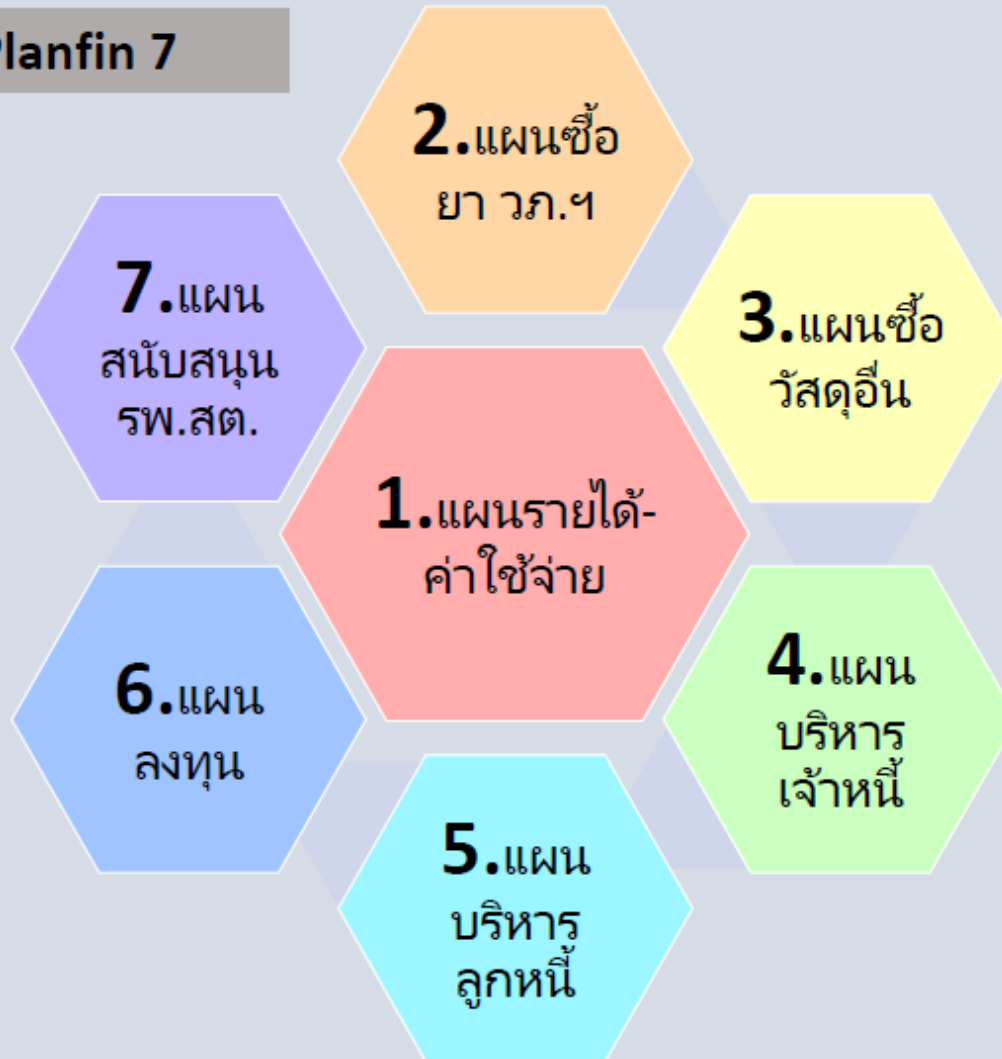 Planfin 7
2.แผนซื้อ
ยา วภ.ฯ
7.แผน
สนับสนุน
รพ.สต.
3.แผนซื้อ
วัสดุอื่น
1.แผนรายได้-
ค่าใช้จ่าย
6.แผน
ลงทุน
4.แผน
บริหาร
เจ้าหนี้
5.แผน
บริหาร
ลูกหนี้